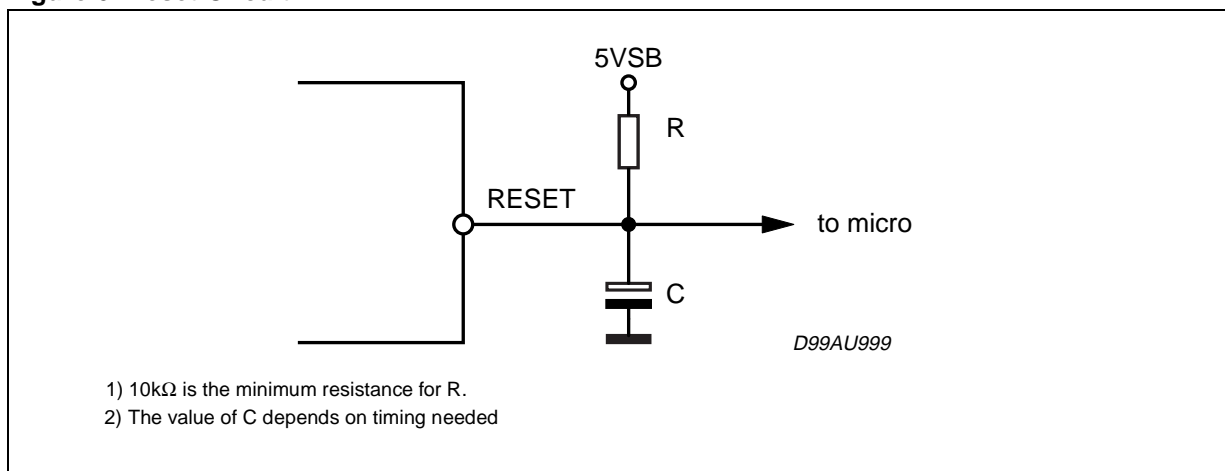 5VSB
R
RESET
to micro
C
D99AU999
1) 10kΩ is the minimum resistance for R.
2) The value of C depends on timing needed